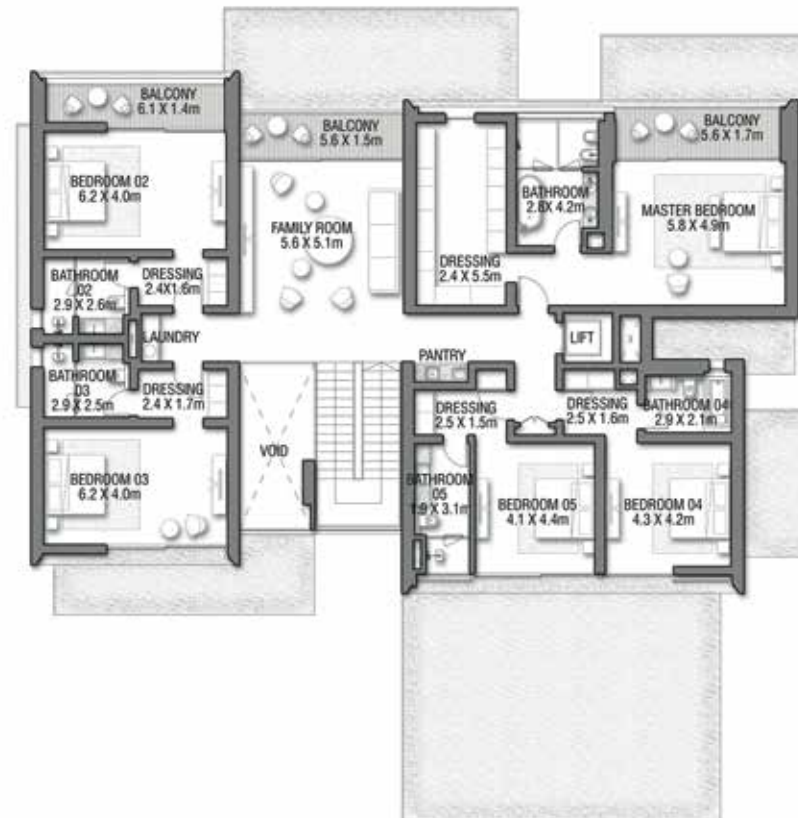 BALCONY
6.1 X 1.4m
BALCONY
5.6 X 1.5m
BALCONY
5.6 X 1.7m
BEDROOM 02
6.2 X 4.0m
FAMILY ROOM
5.6 X 5.1m
BATHROOM
2.8X 4.2m
MASTER BEDROOM
5.8 X 4.9m
DRESSING
2.4 X 5.5m
BATHROOM
02
2.9 X 2.6m
DRESSING
2.4X1.6m
LAUNDRY
LIFT
PANTRY
BATHROOM
03
2.9 X 2.5m
DRESSING
2.4 X 1.7m
DRESSING
2.5 X 1.5m
DRESSING
2.5 X 1.6m
BATHROOM 04
2.9 X 2.1m
VOID
BEDROOM 03
6.2 X 4.0m
BATHROOM
05
1.9 X 3.1m
BEDROOM 05
4.1 X 4.4m
BEDROOM 04
4.3 X 4.2m